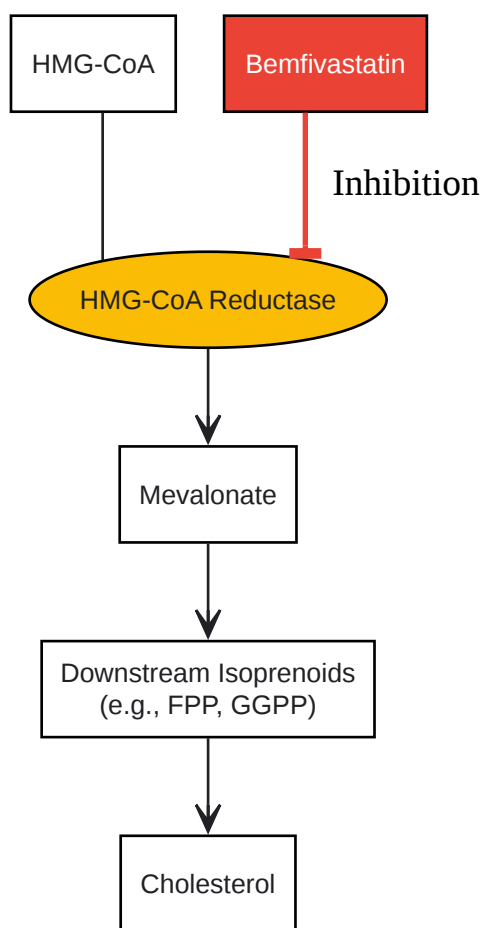 HMG-CoA
Bemfivastatin
Inhibition
HMG-CoA Reductase
Mevalonate
Downstream Isoprenoids
(e.g., FPP, GGPP)
Cholesterol